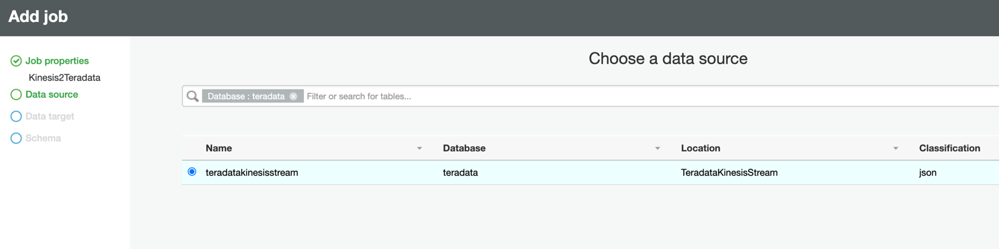 Add job
Job properties
Kinesis2Teradata
Data source
Data target
Schema
Choose a data source
Database : teradata Filter or search for tables...
Name Database Location Classification
teradatakinesisstream teradata TeradataKinesisStream json